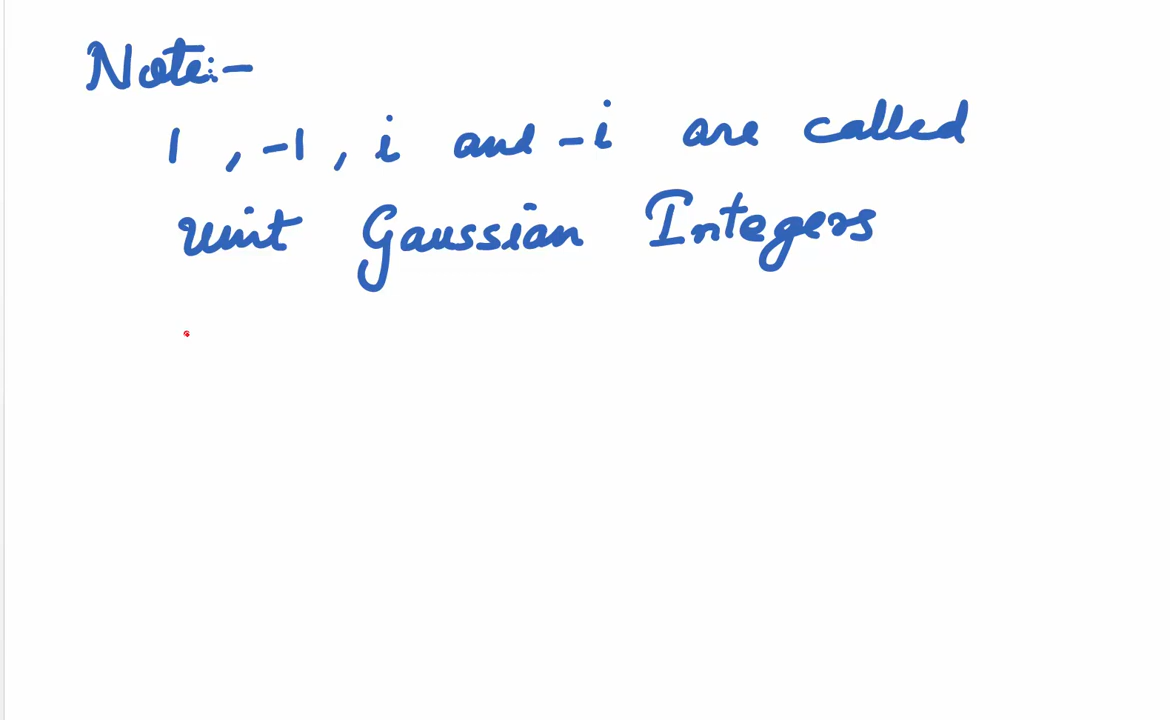 Note:-
1 , -1 , i and -i are called
unit Gaussian Integers